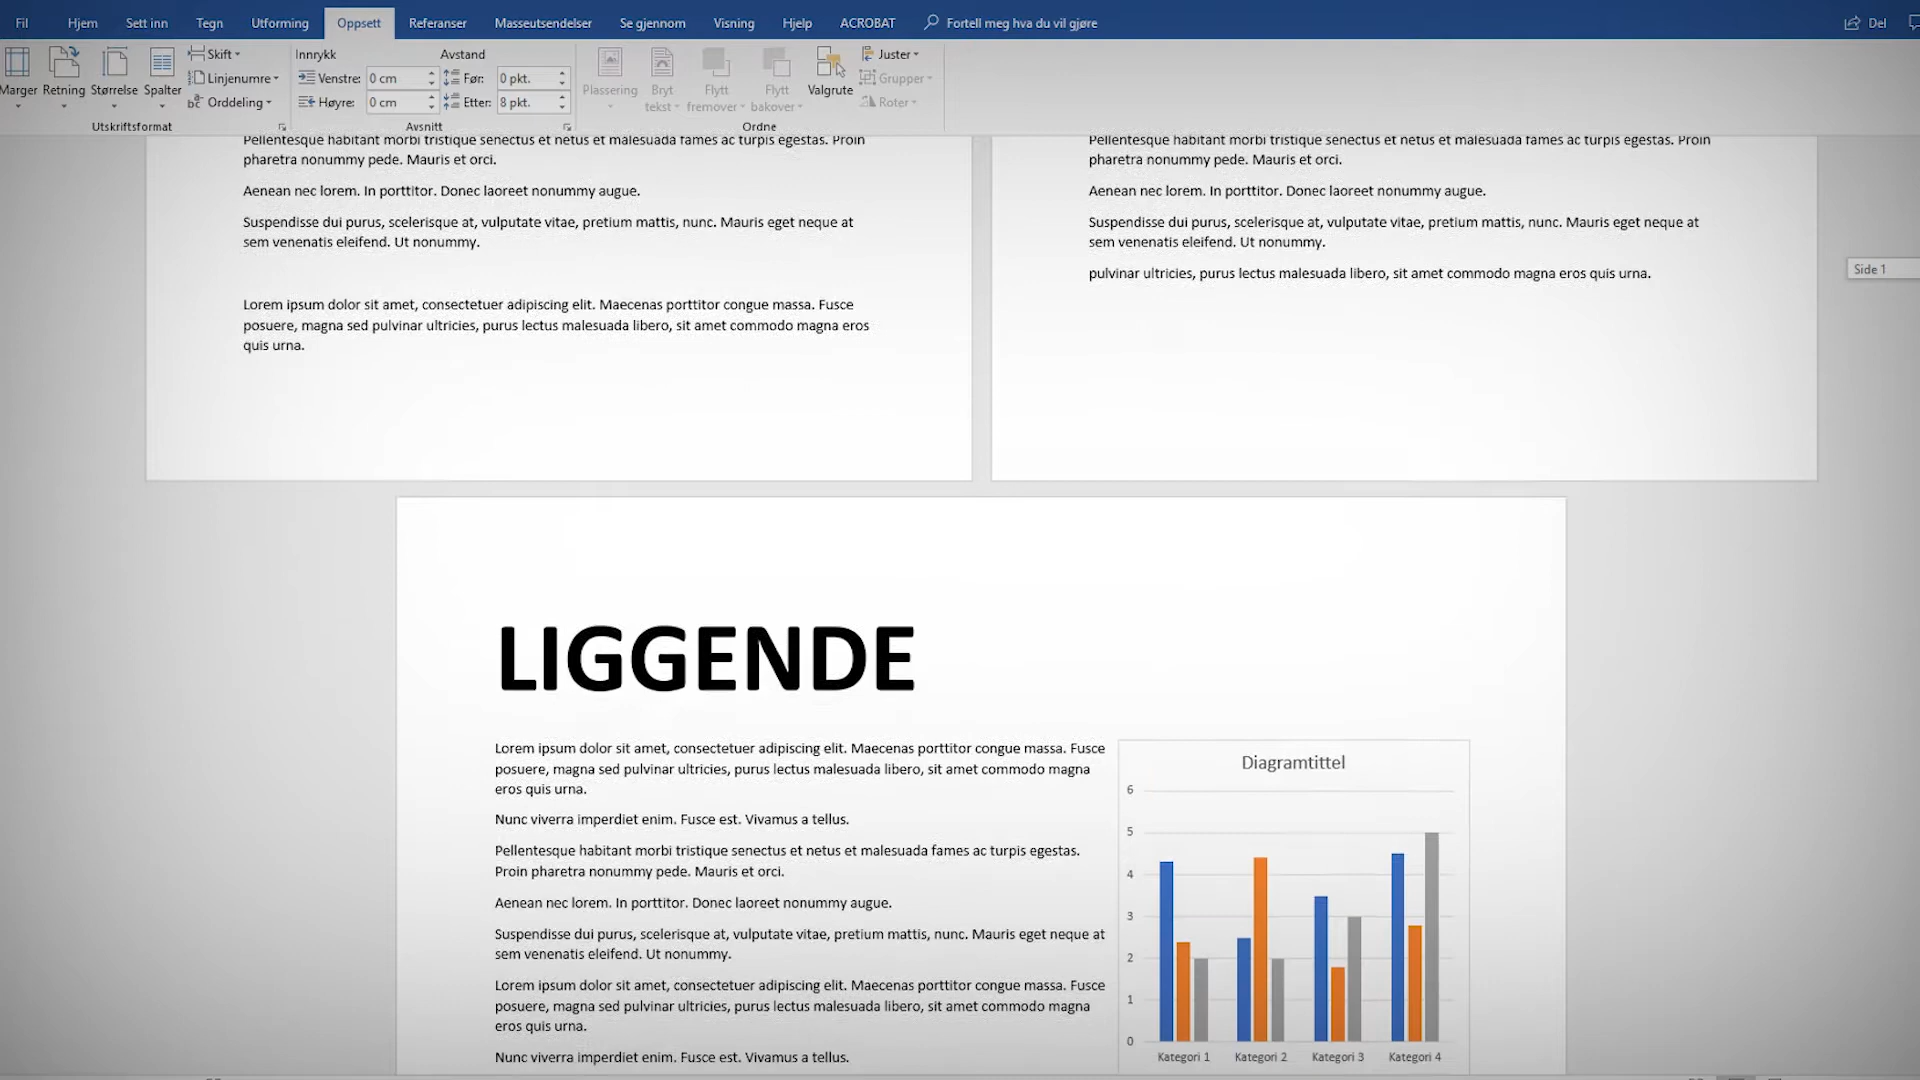 Fil Hjem Sett inn Tegn Utforming Oppsett Referanser Masseutsendelser Se gjennom Visning Hjelp ACROBAT Fortell meg hva du vil gjøre Del
Marger Retning Størrelse Spalter
Skift
Linjenumre
Orddeling
Utskriftsformat
Innrykk Avstand
Venstre: 0 cm Før: 0 pkt.
Høyre: 0 cm Etter: 8 pkt.
Avsnitt
Plassering Bryt tekst Flytt fremover Flytt bakover Valgrute
Juster
Grupper
Roter
Ordne
Pellentesque habitant morbi tristique senectus et netus et malesuada fames ac turpis egestas. Proin
pharetra nonummy pede. Mauris et orci.
Aenean nec lorem. In porttitor. Donec laoreet nonummy augue.
Suspendisse dui purus, scelerisque at, vulputate vitae, pretium mattis, nunc. Mauris eget neque at
sem venenatis eleifend. Ut nonummy.
Lorem ipsum dolor sit amet, consectetuer adipiscing elit. Maecenas porttitor congue massa. Fusce
posuere, magna sed pulvinar ultricies, purus lectus malesuada libero, sit amet commodo magna eros
quis urna.
Pellentesque habitant morbi tristique senectus et netus et malesuada fames ac turpis egestas. Proin
pharetra nonummy pede. Mauris et orci.
Aenean nec lorem. In porttitor. Donec laoreet nonummy augue.
Suspendisse dui purus, scelerisque at, vulputate vitae, pretium mattis, nunc. Mauris eget neque at
sem venenatis eleifend. Ut nonummy.
pulvinar ultricies, purus lectus malesuada libero, sit amet commodo magna eros quis urna.
Side 1
LIGGENDE
Lorem ipsum dolor sit amet, consectetuer adipiscing elit. Maecenas porttitor congue massa. Fusce
posuere, magna sed pulvinar ultricies, purus lectus malesuada libero, sit amet commodo magna
eros quis urna.
Nunc viverra imperdiet enim. Fusce est. Vivamus a tellus.
Pellentesque habitant morbi tristique senectus et netus et malesuada fames ac turpis egestas.
Proin pharetra nonummy pede. Mauris et orci.
Aenean nec lorem. In porttitor. Donec laoreet nonummy augue.
Suspendisse dui purus, scelerisque at, vulputate vitae, pretium mattis, nunc. Mauris eget neque at
sem venenatis eleifend. Ut nonummy.
Lorem ipsum dolor sit amet, consectetuer adipiscing elit. Maecenas porttitor congue massa. Fusce
posuere, magna sed pulvinar ultricies, purus lectus malesuada libero, sit amet commodo magna
eros quis urna.
Nunc viverra imperdiet enim. Fusce est. Vivamus a tellus.
Diagramtittel
6
5
4
3
2
1
0
Kategori 1 Kategori 2 Kategori 3 Kategori 4